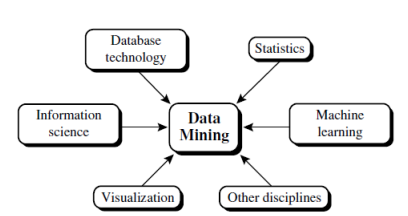 Database
technology
Statistics
Information
science
Data
Mining
Machine
learning
Visualization
Other disciplines